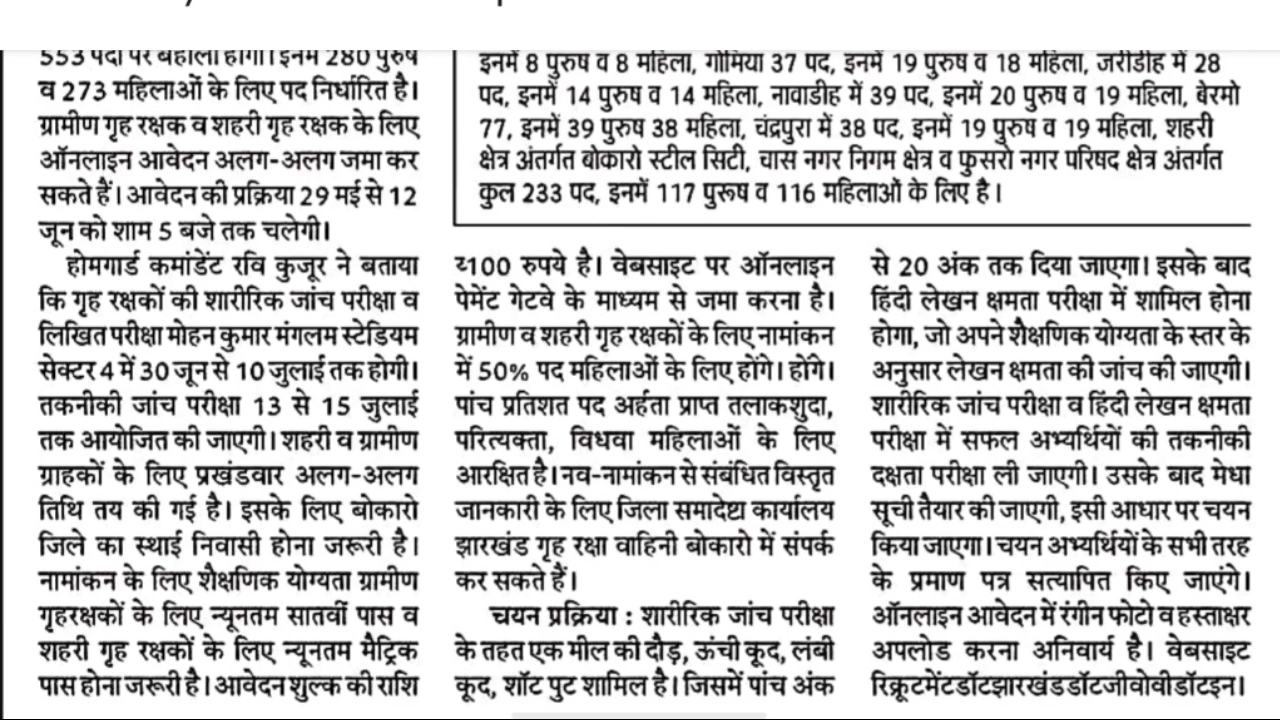 553 पदों पर बहाली होगी। इनमें 280 पुरुष
व 273 महिलाओं के लिए पद निर्धारित है।
ग्रामीण गृह रक्षक व शहरी गृह रक्षक के लिए
ऑनलाइन आवेदन अलग-अलग जमा कर
सकते हैं। आवेदन की प्रक्रिया 29 मई से 12
जून को शाम 5 बजे तक चलेगी।
होमगार्ड कमांडेंट रवि कुजूर ने बताया
कि गृह रक्षकों की शारीरिक जांच परीक्षा व
लिखित परीक्षा मोहन कुमार मंगलम स्टेडियम
सेक्टर 4 में 30 जून से 10 जुलाई तक होगी।
तकनीकी जांच परीक्षा 13 से 15 जुलाई
तक आयोजित की जाएगी। शहरी व ग्रामीण
ग्राहकों के लिए प्रखंडवार अलग-अलग
तिथि तय की गई है। इसके लिए बोकारो
जिले का स्थाई निवासी होना जरूरी है।
नामांकन के लिए शैक्षणिक योग्यता ग्रामीण
गृहरक्षकों के लिए न्यूनतम सातवीं पास व
शहरी गृह रक्षकों के लिए न्यूनतम मैट्रिक
पास होना जरूरी है। आवेदन शुल्क की राशि
इनमें 8 पुरुष व 8 महिला, गोमिया 37 पद, इनमें 19 पुरुष व 18 महिला, जरीडीह में 28
पद, इनमें 14 पुरुष व 14 महिला, नावाडीह में 39 पद, इनमें 20 पुरुष व 19 महिला, बेरमो
77, इनमें 39 पुरुष 38 महिला, चंद्रपुरा में 38 पद, इनमें 19 पुरुष व 19 महिला, शहरी
क्षेत्र अंतर्गत बोकारो स्टील सिटी, चास नगर निगम क्षेत्र व फुसरो नगर परिषद क्षेत्र अंतर्गत
कुल 233 पद, इनमें 117 पुरूष व 116 महिलाओं के लिए है।
100 रुपये है। वेबसाइट पर ऑनलाइन
पेमेंट गेटवे के माध्यम से जमा करना है।
ग्रामीण व शहरी गृह रक्षकों के लिए नामांकन
में 50% पद महिलाओं के लिए होंगे। होंगे।
पांच प्रतिशत पद अर्हता प्राप्त तलाकशुदा,
परित्यक्ता, विधवा महिलाओं के लिए
आरक्षित है। नव-नामांकन से संबंधित विस्तृत
जानकारी के लिए जिला समादेष्टा कार्यालय
झारखंड गृह रक्षा वाहिनी बोकारो में संपर्क
कर सकते हैं।
चयन प्रक्रिया : शारीरिक जांच परीक्षा
के तहत एक मील की दौड़, ऊंची कूद, लंबी
कूद, शॉट पुट शामिल है। जिसमें पांच अंक
से 20 अंक तक दिया जाएगा। इसके बाद
हिंदी लेखन क्षमता परीक्षा में शामिल होना
होगा, जो अपने शैक्षणिक योग्यता के स्तर के
अनुसार लेखन क्षमता की जांच की जाएगी।
शारीरिक जांच परीक्षा व हिंदी लेखन क्षमता
परीक्षा में सफल अभ्यर्थियों की तकनीकी
दक्षता परीक्षा ली जाएगी। उसके बाद मेधा
सूची तैयार की जाएगी, इसी आधार पर चयन
किया जाएगा। चयन अभ्यर्थियों के सभी तरह
के प्रमाण पत्र सत्यापित किए जाएंगे।
ऑनलाइन आवेदन में रंगीन फोटो व हस्ताक्षर
अपलोड करना अनिवार्य है। वेबसाइट
रिक्रूटमेंटडॉटझारखंडडॉटजीवोवीडॉटइन।